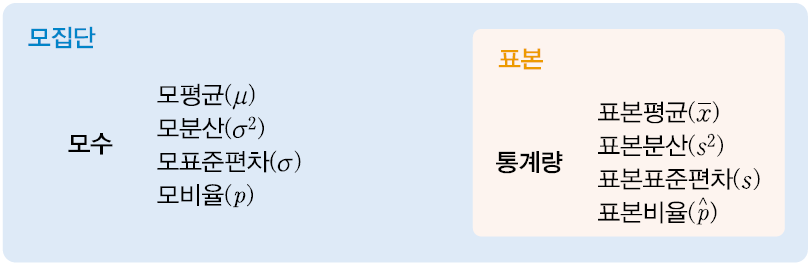 모집단
모수
모평균(μ)
모분산(σ²)
모표준편차(σ)
모비율(p)
표본
통계량
표본평균(x̅)
표본분산(s²)
표본표준편차(s)
표본비율(p̂)